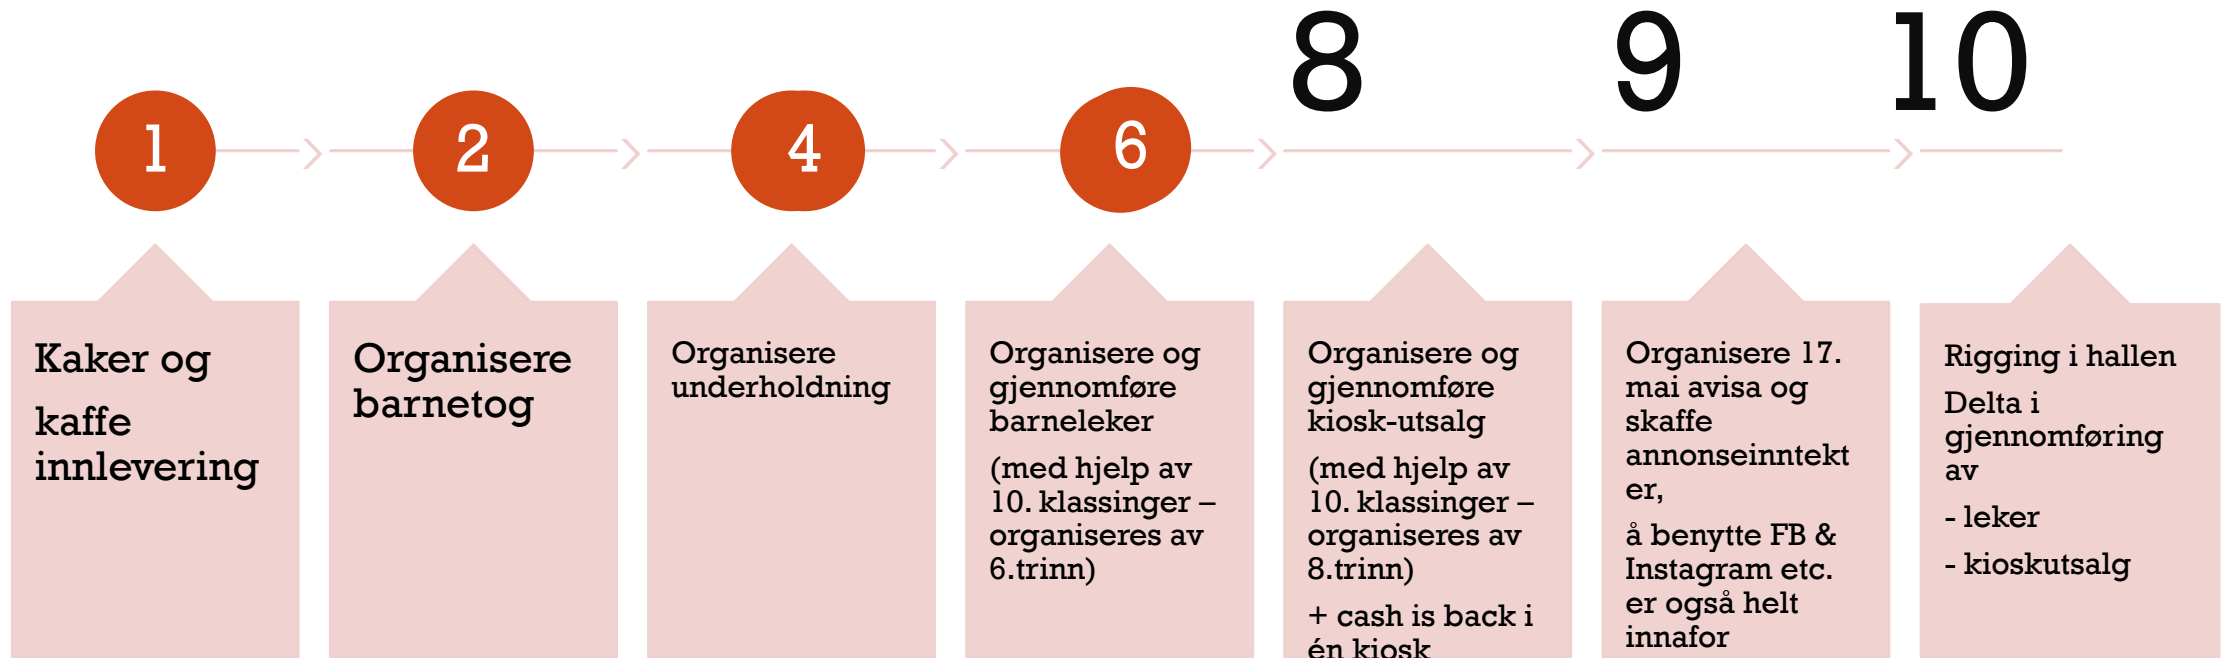 1
Kaker og
kaffe
innlevering
2
Organisere
barnetog
4
Organisere
underholdning
6
Organisere og
gjennomføre
barneleker
(med hjelp av
10. klassinger –
organiseres av
6.trinn)
8
Organisere og
gjennomføre
kiosk-utsalg
(med hjelp av
10. klassinger –
organiseres av
8.trinn)
+ cash is back i
én kiosk
9
Organisere 17.
mai avisa og
skaffe
annonseinntekt
er,
å benytte FB &
Instagram etc.
er også helt
innafor
10
Rigging i hallen
Delta i
gjennomføring
av
- leker
- kioskutsalg